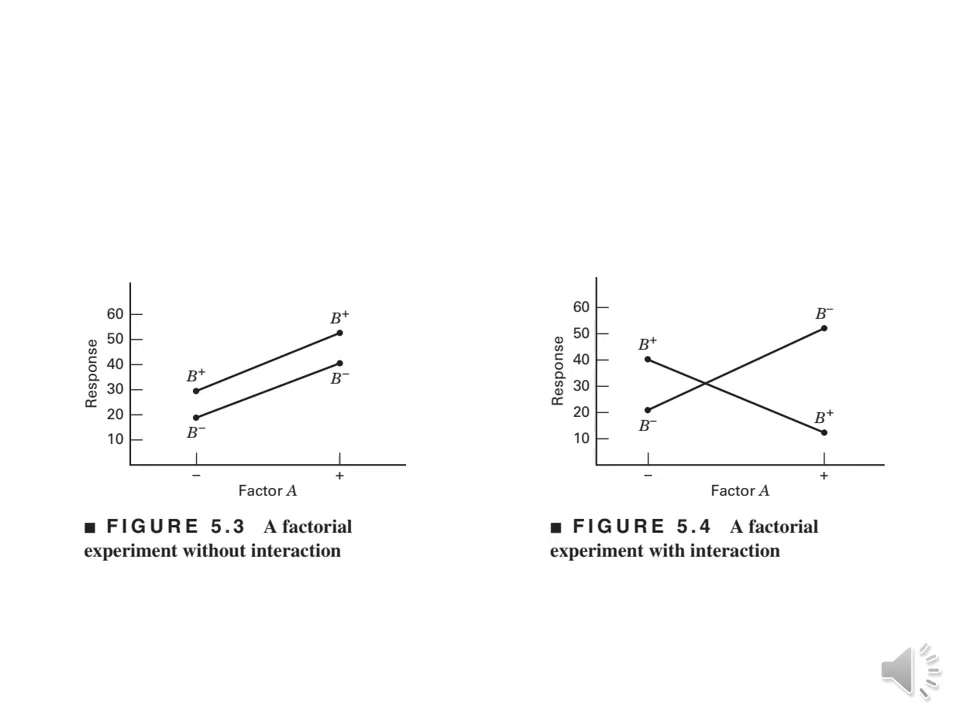 60
50
40
30
20
10
Response
B+
B+
B−
B−
− +
Factor A
■ FIGURE 5.3 A factorial
experiment without interaction
60
50
40
30
20
10
Response
B−
B+
B−
B+
− +
Factor A
■ FIGURE 5.4 A factorial
experiment with interaction